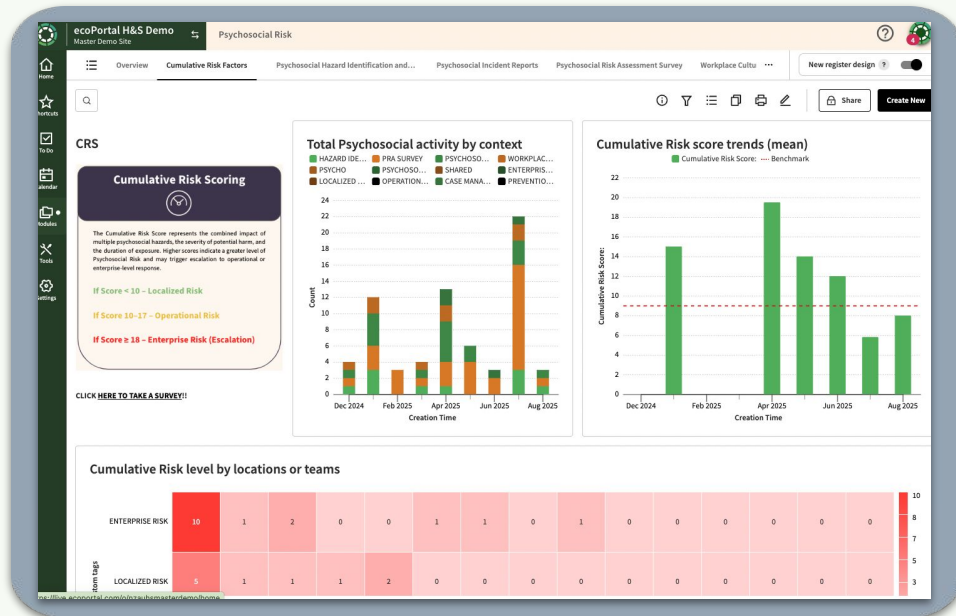 ecoPortal H&S Demo
Master Demo Site
Psychosocial Risk
4
Home
Shortcuts
To Do
Calendar
Modules
Tools
Settings
Overview
Cumulative Risk Factors
Psychosocial Hazard Identification and...
Psychosocial Incident Reports
Psychosocial Risk Assessment Survey
Workplace Cultu ...
New register design ?
Share
Create New
CRS
Cumulative Risk Scoring
The Cumulative Risk Score represents the combined impact of
multiple psychosocial hazards, the severity of potential harm, and
the duration of exposure. Higher scores indicate a greater level of
Psychosocial Risk and may trigger escalation to operational or
enterprise-level response.
If Score < 10 – Localized Risk
If Score 10–17 – Operational Risk
If Score ≥ 18 – Enterprise Risk (Escalation)
CLICK HERE TO TAKE A SURVEY!!
Total Psychosocial activity by context
HAZARD IDE... PRA SURVEY PSYCHOSO... WORKPLAC...
PSYCHO PSYCHOSO... SHARED ENTERPRIS...
LOCALIZED ... OPERATION... CASE MANA... PREVENTIO...
24
22
20
18
16
14
12
10
8
6
4
2
0
Count
Dec 2024 Feb 2025 Apr 2025 Jun 2025 Aug 2025
Creation Time
Cumulative Risk score trends (mean)
Cumulative Risk Score: Benchmark
22
20
18
16
14
12
10
8
6
4
2
0
Cumulative Risk Score:
Dec 2024 Feb 2025 Apr 2025 Jun 2025 Aug 2025
Creation Time
Cumulative Risk level by locations or teams
ENTERPRISE RISK 10 1 2 0 0 1 1 0 1 0 0 0 0 0
LOCALIZED RISK 5 1 1 1 2 0 0 0 0 0 0 0 0 0
tom tags
10
8
7
5
3